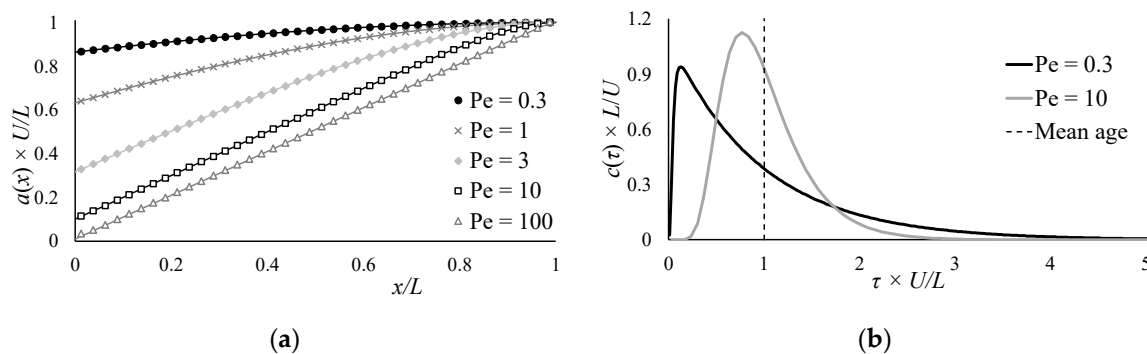 a(x) × U/L
1
0.8
0.6
0.4
0.2
0
0 0.2 0.4 0.6 0.8 1
x/L
Pe = 0.3
Pe = 1
Pe = 3
Pe = 10
Pe = 100
(a)
c(τ) × L/U
1.2
0.9
0.6
0.3
0
0 1 2 3 4 5
τ × U/L
Pe = 0.3
Pe = 10
Mean age
(b)